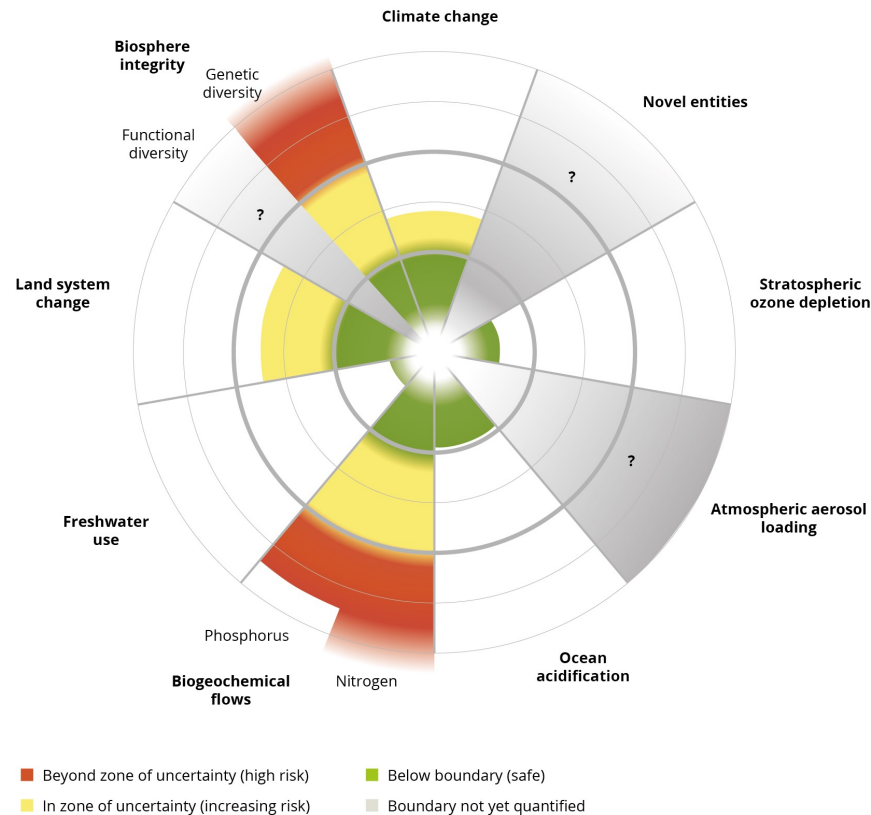 Climate change
Biosphere
integrity
Genetic
diversity
Functional
diversity
Novel entities
?
?
Land system
change
Stratospheric
ozone depletion
?
Atmospheric aerosol
loading
Freshwater
use
Phosphorus
Biogeochemical
flows
Nitrogen
Ocean
acidification
Beyond zone of uncertainty (high risk)
Below boundary (safe)
In zone of uncertainty (increasing risk)
Boundary not yet quantified